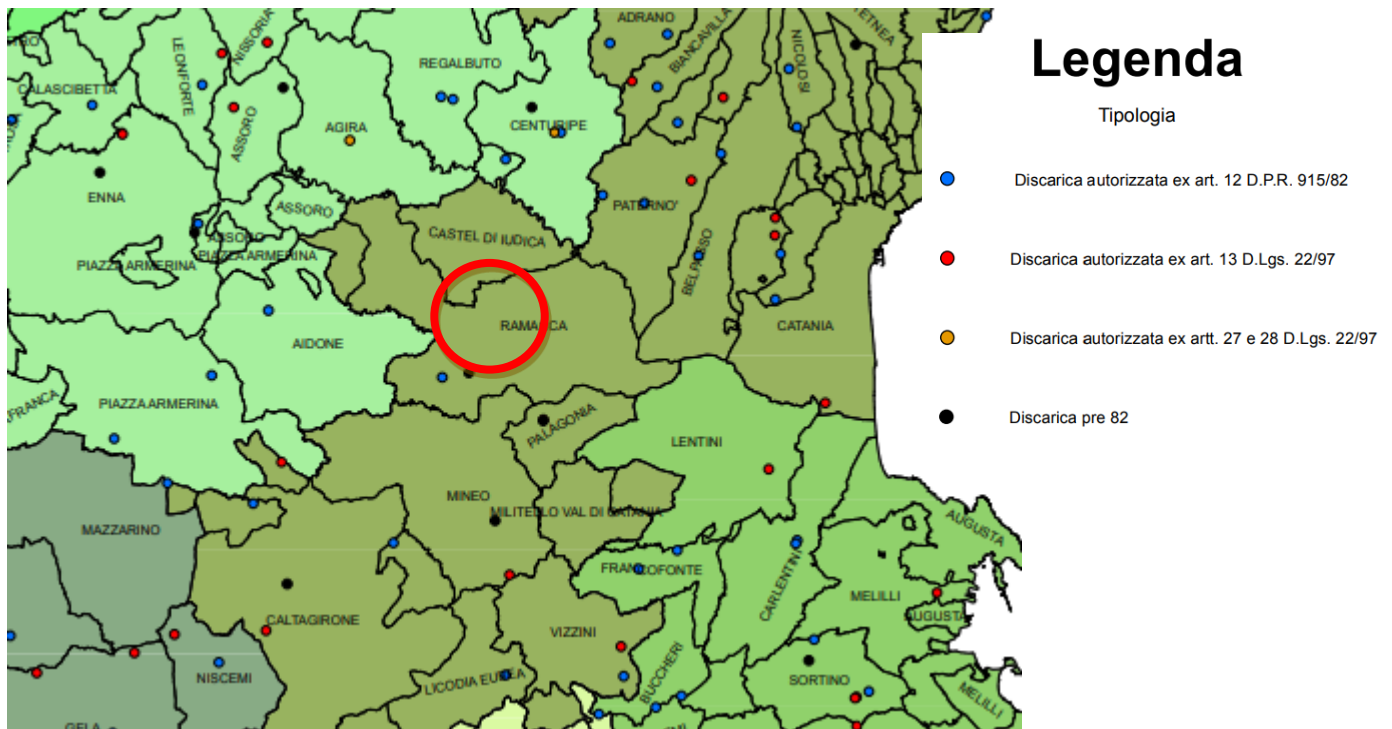 ADRANO
TETNEA
BIANCAVILLA
NICOLOSI
NISSORIA
LEONFORTE
REGALBUTO
CALASCIBETTA
AGIRA
CENTURIPE
ASSORO
ENNA
ASSORO
PATERNO'
CASTEL DI IUDICA
ASSORO
PIAZZA ARMERINA
PIAZZA ARMERINA
BELPASSO
RAMACCA
CATANIA
AIDONE
PIAZZA ARMERINA
AFRANCA
PALAGONIA
LENTINI
MINEO
MILITELLO VAL DI CATANIA
MAZZARINO
AUGUSTA
FRANCOFONTE
CARLENTINI
MELILLI
AUGUSTA
CALTAGIRONE
VIZZINI
BUCCHERI
NISCEMI
LICODIA EUBEA
SORTINO
MELILLI
GELA
Legenda
Tipologia
Discarica autorizzata ex art. 12 D.P.R. 915/82
Discarica autorizzata ex art. 13 D.Lgs. 22/97
Discarica autorizzata ex artt. 27 e 28 D.Lgs. 22/97
Discarica pre 82